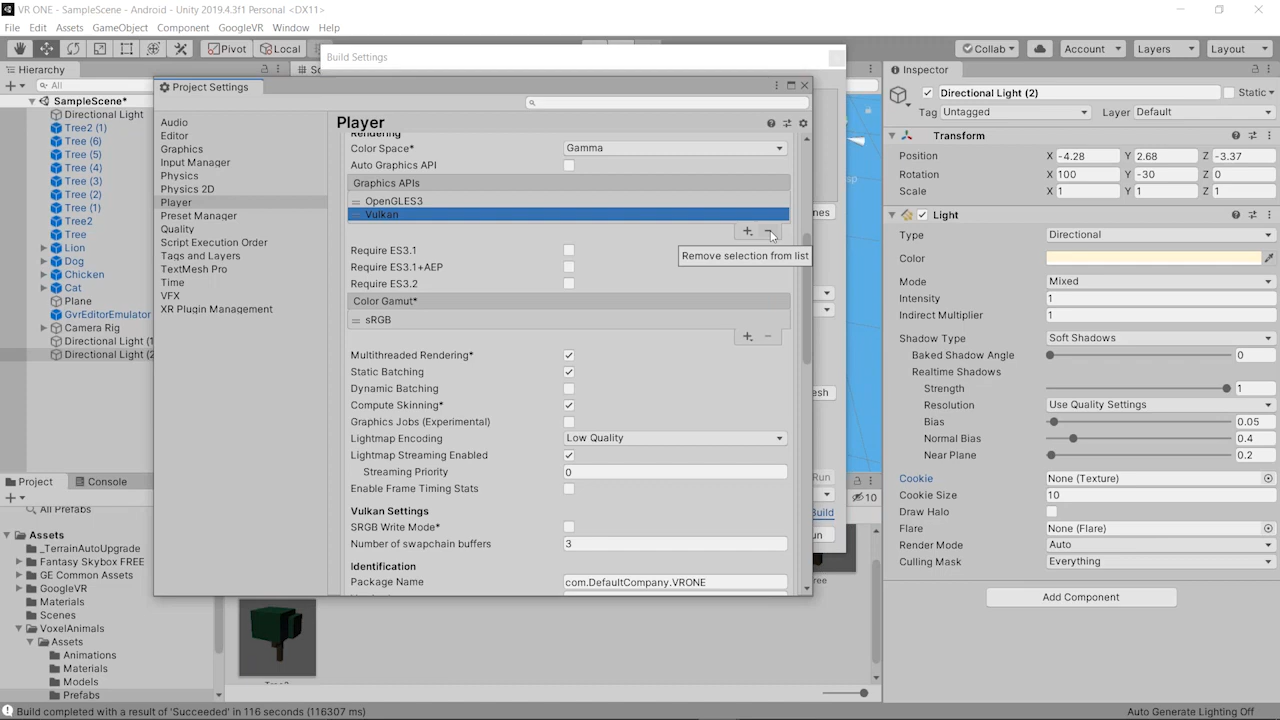 VR ONE - SampleScene - Android - Unity 2019.4.3f1 Personal <DX11>
File Edit Assets GameObject Component GoogleVR Window Help
Pivot Local Collab Account Layers Layout
Hierarchy
All
SampleScene*
Directional Light
Tree2 (1)
Tree (6)
Tree (5)
Tree (4)
Tree (3)
Tree (2)
Tree (1)
Tree2
Tree
Lion
Dog
Chicken
Cat
Plane
GvrEditorEmulator
Camera Rig
Directional Light (1
Directional Light (2
Build Settings
Project Settings
Audio
Editor
Graphics
Input Manager
Physics
Physics 2D
Player
Preset Manager
Quality
Script Execution Order
Tags and Layers
TextMesh Pro
Time
VFX
XR Plugin Management
Player
Rendering
Color Space* Gamma
Auto Graphics API
Graphics APIs
OpenGLES3
Vulkan
Remove selection from list
Require ES3.1
Require ES3.1+AEP
Require ES3.2
Color Gamut*
sRGB
Multithreaded Rendering*
Static Batching
Dynamic Batching
Compute Skinning*
Graphics Jobs (Experimental)
Lightmap Encoding Low Quality
Lightmap Streaming Enabled
Streaming Priority 0
Enable Frame Timing Stats
Vulkan Settings
SRGB Write Mode*
Number of swapchain buffers 3
Identification
Package Name com.DefaultCompany.VRONE
nes
esh
Run
Build
un
10
ree
Inspector
Directional Light (2) Static
Tag Untagged Layer Default
Transform
Position X -4.28 Y 2.68 Z -3.37
Rotation X 100 Y -30 Z 0
Scale X 1 Y 1 Z 1
Light
Type Directional
Color
Mode Mixed
Intensity 1
Indirect Multiplier 1
Shadow Type Soft Shadows
Baked Shadow Angle 0
Realtime Shadows
Strength 1
Resolution Use Quality Settings
Bias 0.05
Normal Bias 0.4
Near Plane 0.2
Cookie None (Texture)
Cookie Size 10
Draw Halo
Flare None (Flare)
Render Mode Auto
Culling Mask Everything
Add Component
Project Console
All Prefabs
Assets
_TerrainAutoUpgrade
Fantasy Skybox FREE
GE Common Assets
GoogleVR
Materials
Scenes
VoxelAnimals
Assets
Animations
Materials
Models
Prefabs
Build completed with a result of 'Succeeded' in 116 seconds (116307 ms)
Auto Generate Lighting Off